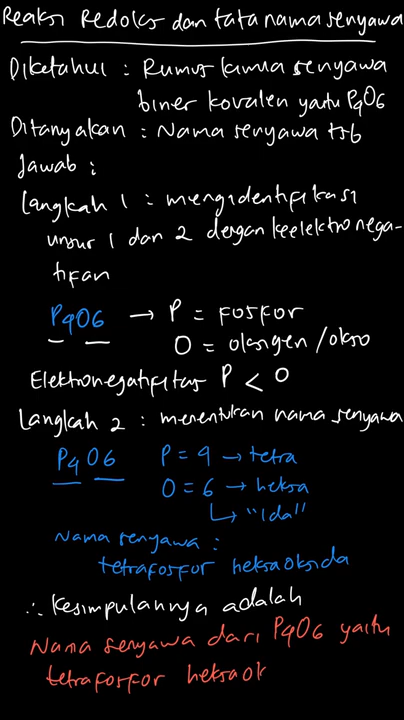 Reaksi Redoks dan tata nama senyawa
Diketahui : Rumus kimia senyawa
biner kovalen yaitu P4O6
Ditanyakan : Nama senyawa tsb
Jawab :
Langkah 1 : mengidentifikasi
unsur 1 dan 2 dengan keelektronega-
tifan
P4O6 → P = fosfor
O = oksigen / okso
Elektronegatifitas P < O
Langkah 2 : menentukan nama senyawa
P4O6 P = 4 → tetra
O = 6 → heksa
↳ "ida"
Nama senyawa :
tetrafosfor heksaoksida
∴ Kesimpulannya adalah
Nama senyawa dari P4O6 yaitu
tetrafosfor heksaok